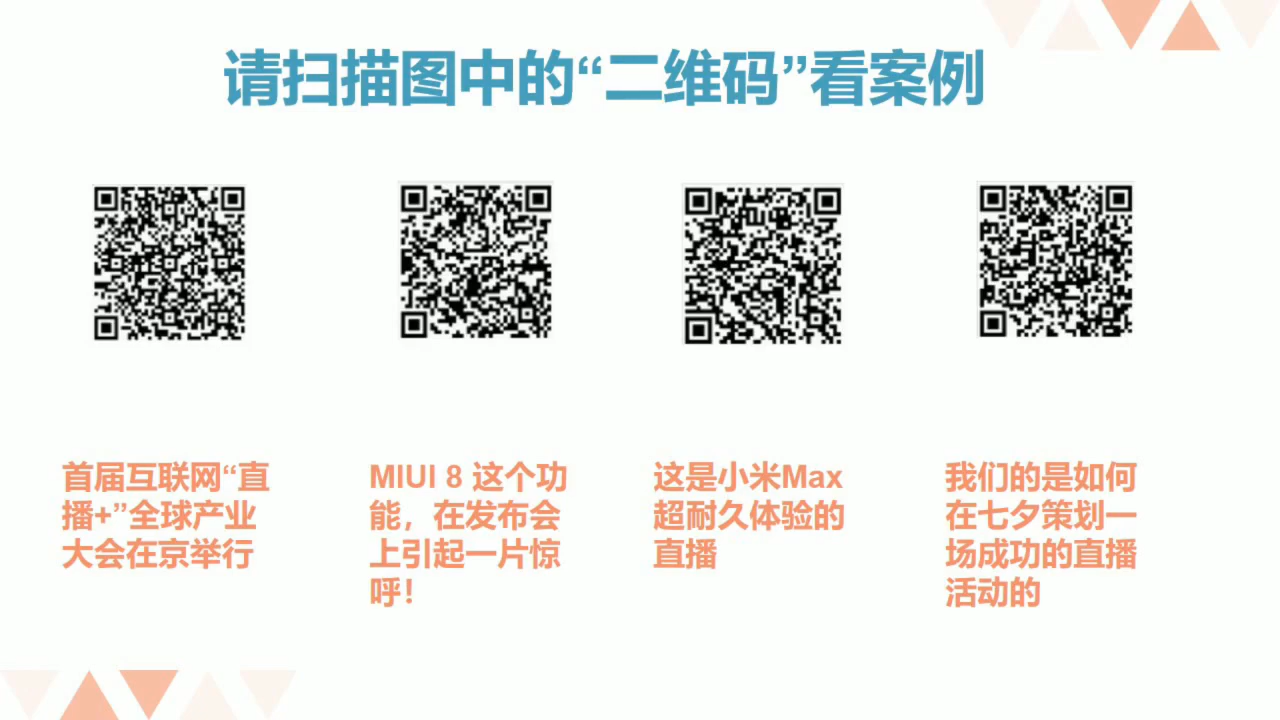 请扫描图中的“二维码”看案例
首届互联网“直
播+”全球产业
大会在京举行
MIUI 8 这个功
能，在发布会
上引起一片惊
呼！
这是小米Max
超耐久体验的
直播
我们的是如何
在七夕策划一
场成功的直播
活动的